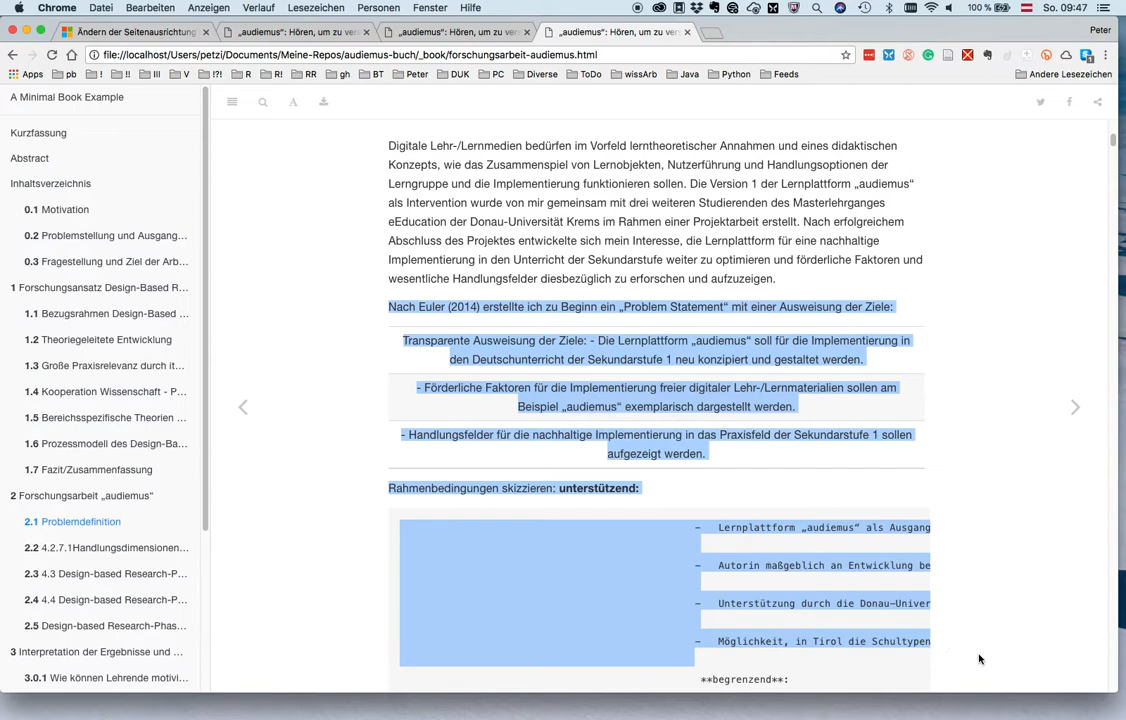 Chrome Datei Bearbeiten Anzeigen Verlauf Lesezeichen Personen Fenster Hilfe 100 % So. 09:47
Ändern der Seitenausrichtung „audiemus“: Hören, um zu ver „audiemus“: Hören, um zu ver „audiemus“: Hören, um zu ver Peter
file://localhost/Users/petzi/Documents/Meine-Repos/audiemus-buch/_book/forschungsarbeit-audiemus.html
Apps pb ! !! III V !?! R R! RR gh BT Peter DUK PC Diverse ToDo wissArb Java Python Feeds Andere Lesezeichen
A Minimal Book Example
Kurzfassung
Abstract
Inhaltsverzeichnis
0.1 Motivation
0.2 Problemstellung und Ausgang…
0.3 Fragestellung und Ziel der Arb…
1 Forschungsansatz Design-Based R…
1.1 Bezugsrahmen Design-Based …
1.2 Theoriegeleitete Entwicklung
1.3 Große Praxisrelevanz durch it…
1.4 Kooperation Wissenschaft - P…
1.5 Bereichsspezifische Theorien …
1.6 Prozessmodell des Design-Ba…
1.7 Fazit/Zusammenfassung
2 Forschungsarbeit „audiemus“
2.1 Problemdefinition
2.2 4.2.7.1Handlungsdimensionen…
2.3 4.3 Design-based Research-P…
2.4 4.4 Design-based Research-P…
2.5 Design-based Research-Phas…
3 Interpretation der Ergebnisse und …
3.0.1 Wie können Lehrende motivi…
Digitale Lehr-/Lernmedien bedürfen im Vorfeld lerntheoretischer Annahmen und eines didaktischen
Konzepts, wie das Zusammenspiel von Lernobjekten, Nutzerführung und Handlungsoptionen der
Lerngruppe und die Implementierung funktionieren sollen. Die Version 1 der Lernplattform „audiemus“
als Intervention wurde von mir gemeinsam mit drei weiteren Studierenden des Masterlehrganges
eEducation der Donau-Universität Krems im Rahmen einer Projektarbeit erstellt. Nach erfolgreichem
Abschluss des Projektes entwickelte sich mein Interesse, die Lernplattform für eine nachhaltige
Implementierung in den Unterricht der Sekundarstufe weiter zu optimieren und förderliche Faktoren und
wesentliche Handlungsfelder diesbezüglich zu erforschen und aufzuzeigen.
Nach Euler (2014) erstellte ich zu Beginn ein „Problem Statement“ mit einer Ausweisung der Ziele:
Transparente Ausweisung der Ziele: - Die Lernplattform „audiemus“ soll für die Implementierung in
den Deutschunterricht der Sekundarstufe 1 neu konzipiert und gestaltet werden.
- Förderliche Faktoren für die Implementierung freier digitaler Lehr-/Lernmaterialien sollen am
Beispiel „audiemus“ exemplarisch dargestellt werden.
- Handlungsfelder für die nachhaltige Implementierung in das Praxisfeld der Sekundarstufe 1 sollen
aufgezeigt werden.
Rahmenbedingungen skizzieren: unterstützend:
– Lernplattform „audiemus“ als Ausgang
– Autorin maßgeblich an Entwicklung be
– Unterstützung durch die Donau-Univer
– Möglichkeit, in Tirol die Schultypen
**begrenzend**: